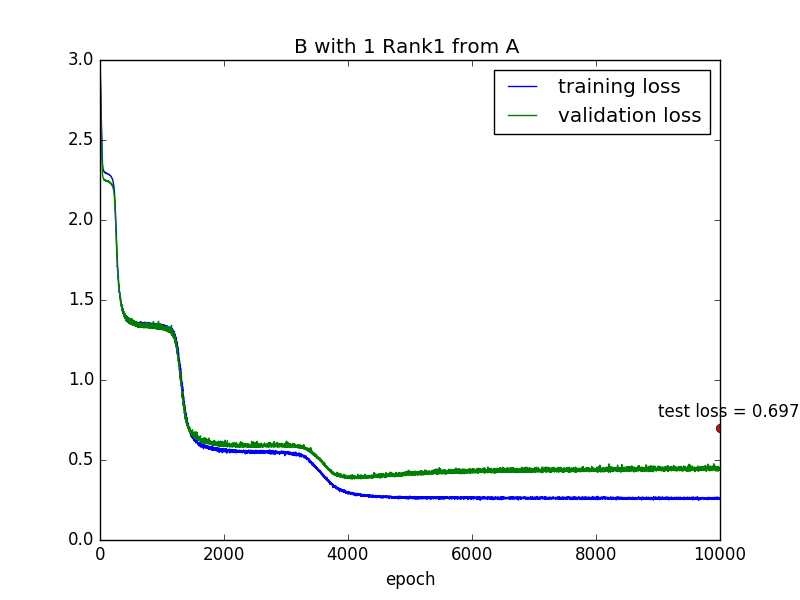 B with 1 Rank1 from A
3.0
training loss
validation loss
2.5
2.0
1.5
1.0
test loss = 0.697
0.5
0.0
0 2000 4000 6000 8000 10000
epoch